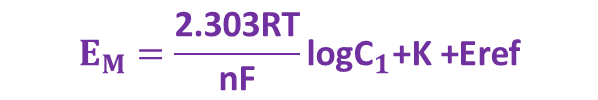 E_M = 2.303RT/nF logC_1+K +Eref